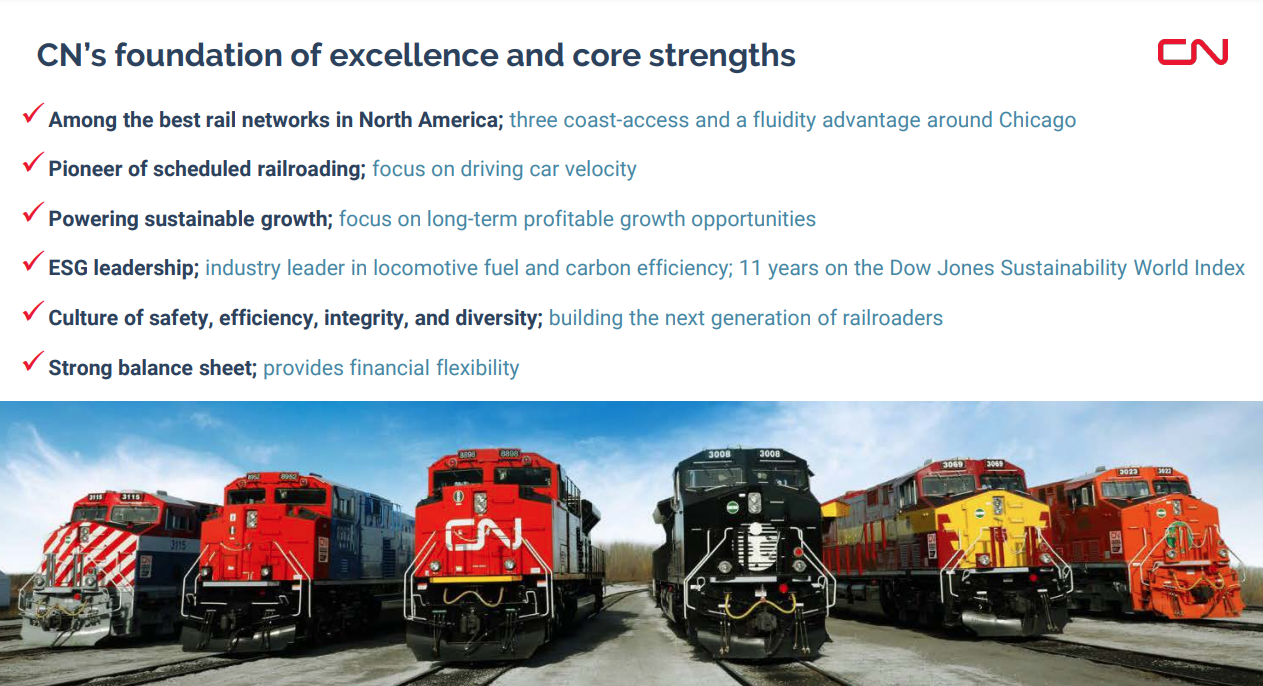 CN's foundation of excellence and core strengths
CN
Among the best rail networks in North America; three coast-access and a fluidity advantage around Chicago
Pioneer of scheduled railroading; focus on driving car velocity
Powering sustainable growth; focus on long-term profitable growth opportunities
ESG leadership; industry leader in locomotive fuel and carbon efficiency; 11 years on the Dow Jones Sustainability World Index
Culture of safety, efficiency, integrity, and diversity; building the next generation of railroaders
Strong balance sheet; provides financial flexibility
3115 3115
3115
8952 8952
8898 8898
CN
3008 3008
3069 3069
3023 3023